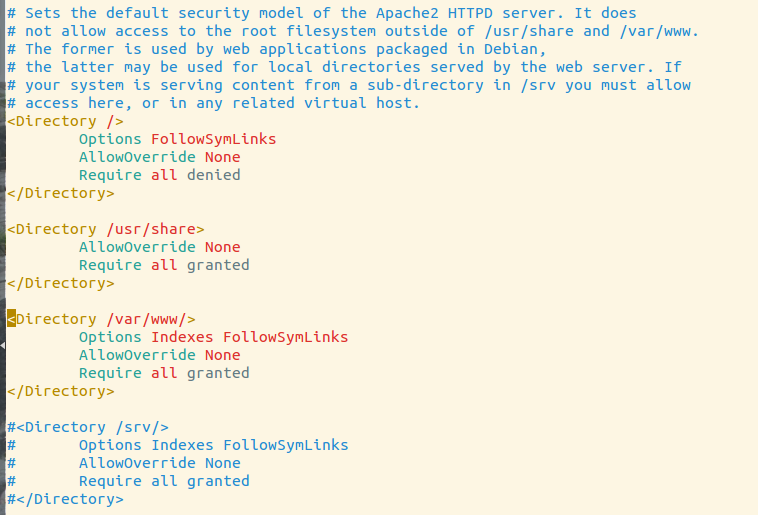 # Sets the default security model of the Apache2 HTTPD server. It does
# not allow access to the root filesystem outside of /usr/share and /var/www.
# The former is used by web applications packaged in Debian,
# the latter may be used for local directories served by the web server. If
# your system is serving content from a sub-directory in /srv you must allow
# access here, or in any related virtual host.
<Directory />
        Options FollowSymLinks
        AllowOverride None
        Require all denied
</Directory>

<Directory /usr/share>
        AllowOverride None
        Require all granted
</Directory>

<Directory /var/www/>
        Options Indexes FollowSymLinks
        AllowOverride None
        Require all granted
</Directory>

#<Directory /srv/>
#       Options Indexes FollowSymLinks
#       AllowOverride None
#       Require all granted
#</Directory>